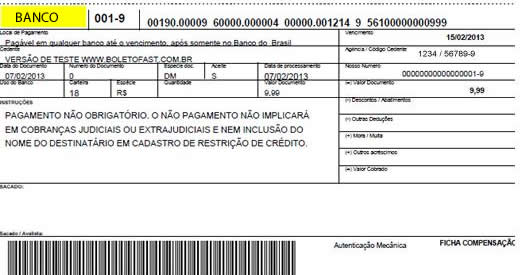 BANCO 001-9 00190.00009 60000.000004 00000.001214 9 56100000000999
Local de Pagamento Vencimento
Pagável em qualquer banco até o vencimento, após somente no Banco do Brasil 15/02/2013
Cedente Agência / Código Cedente
VERSÃO DE TESTE WWW.BOLETOFAST.COM.BR 1234 / 56789-9
Data do Documento Número do Documento Espécie doc. Aceite Data de processamento Nosso Número
07/02/2013 0 DM S 07/02/2013 00000000000000001-9
Uso do Banco Carteira Espécie Quantidade Valor Documento (=) Valor Documento
18 R$ 9,99 9,99
INSTRUÇÕES (-) Descontos / Abatimentos
PAGAMENTO NÃO OBRIGATÓRIO. O NÃO PAGAMENTO NÃO IMPLICARÁ
(-) Outras Deduções
EM COBRANÇAS JUDICIAIS OU EXTRAJUDICIAIS E NEM INCLUSÃO DO
(+) Mora / Multa
NOME DO DESTINATÁRIO EM CADASTRO DE RESTRIÇÃO DE CRÉDITO.
(+) Outros acréscimos
(=) Valor Cobrado
SACADO:
Sacado / Avalista:
Autenticação Mecânica FICHA COMPENSAÇÃO